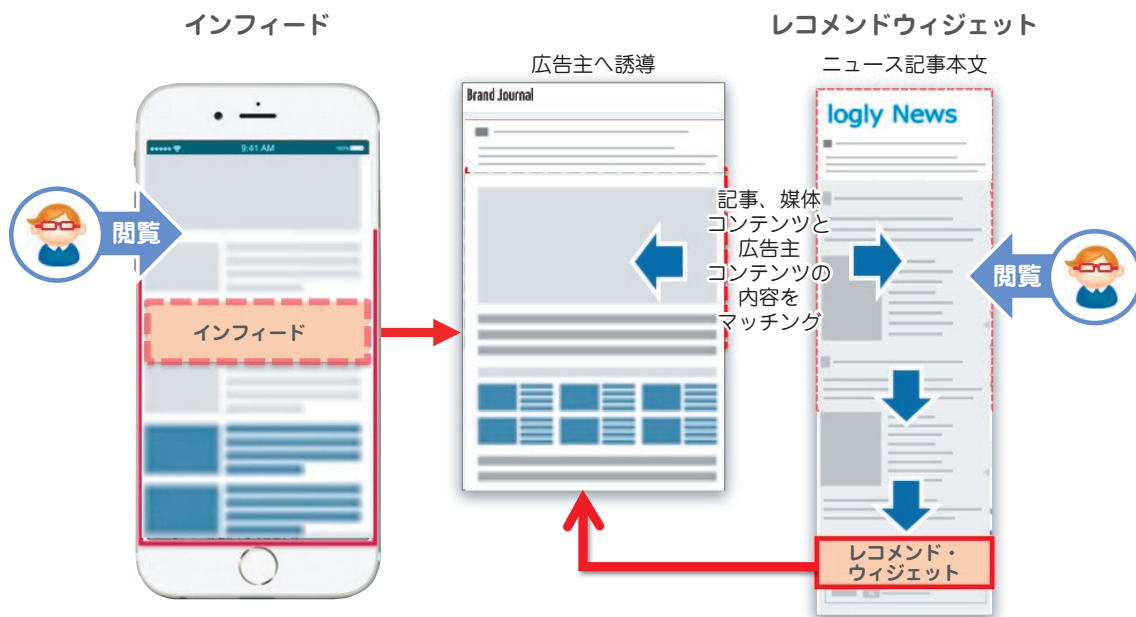 インフィード
レコメンドウィジェット
広告主へ誘導
ニュース記事本文
Brand Journal
logly News
9:41 AM
100%
閲覧
記事、媒体
コンテンツと
広告主
コンテンツの
内容を
マッチング
閲覧
インフィード
レコメンド・
ウィジェット